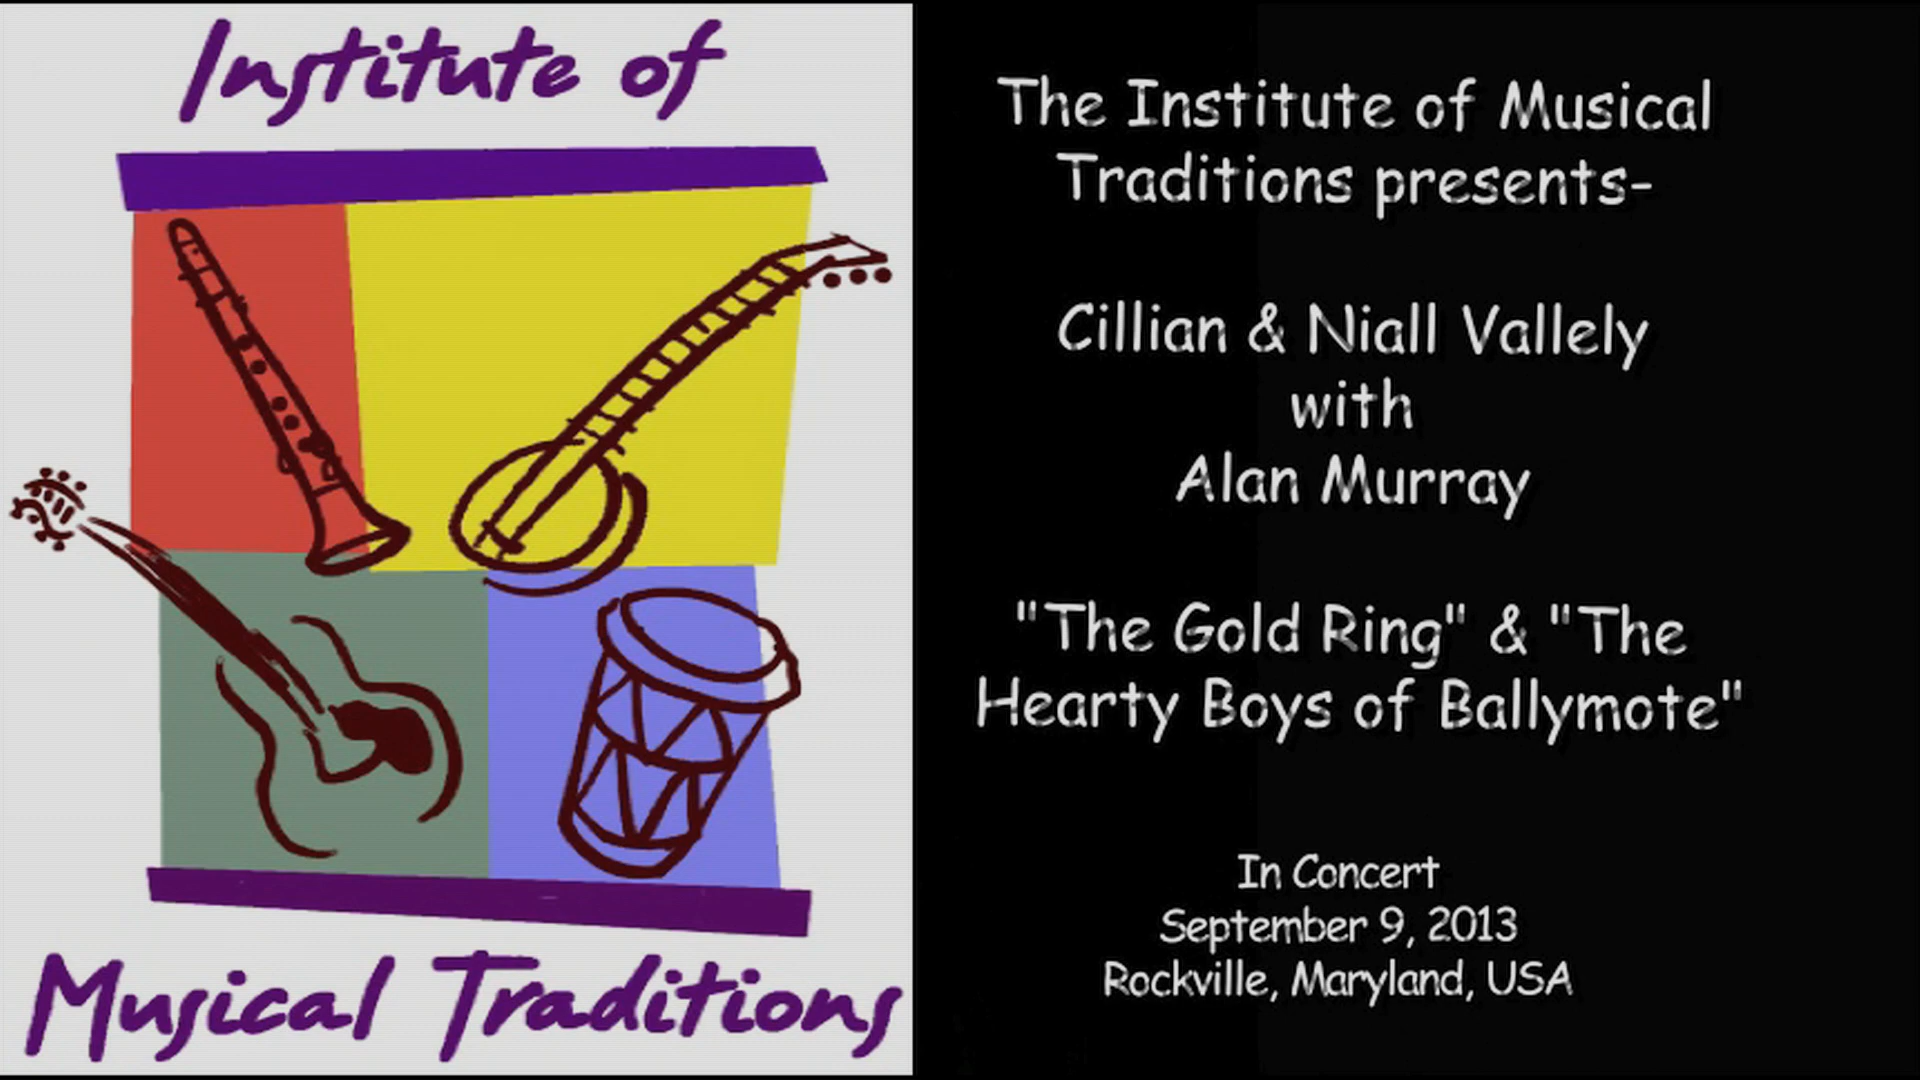 Institute of
Musical Traditions
The Institute of Musical
Traditions presents-
Cillian & Niall Vallely
with
Alan Murray
"The Gold Ring" & "The
Hearty Boys of Ballymote"
In Concert
September 9, 2013
Rockville, Maryland, USA